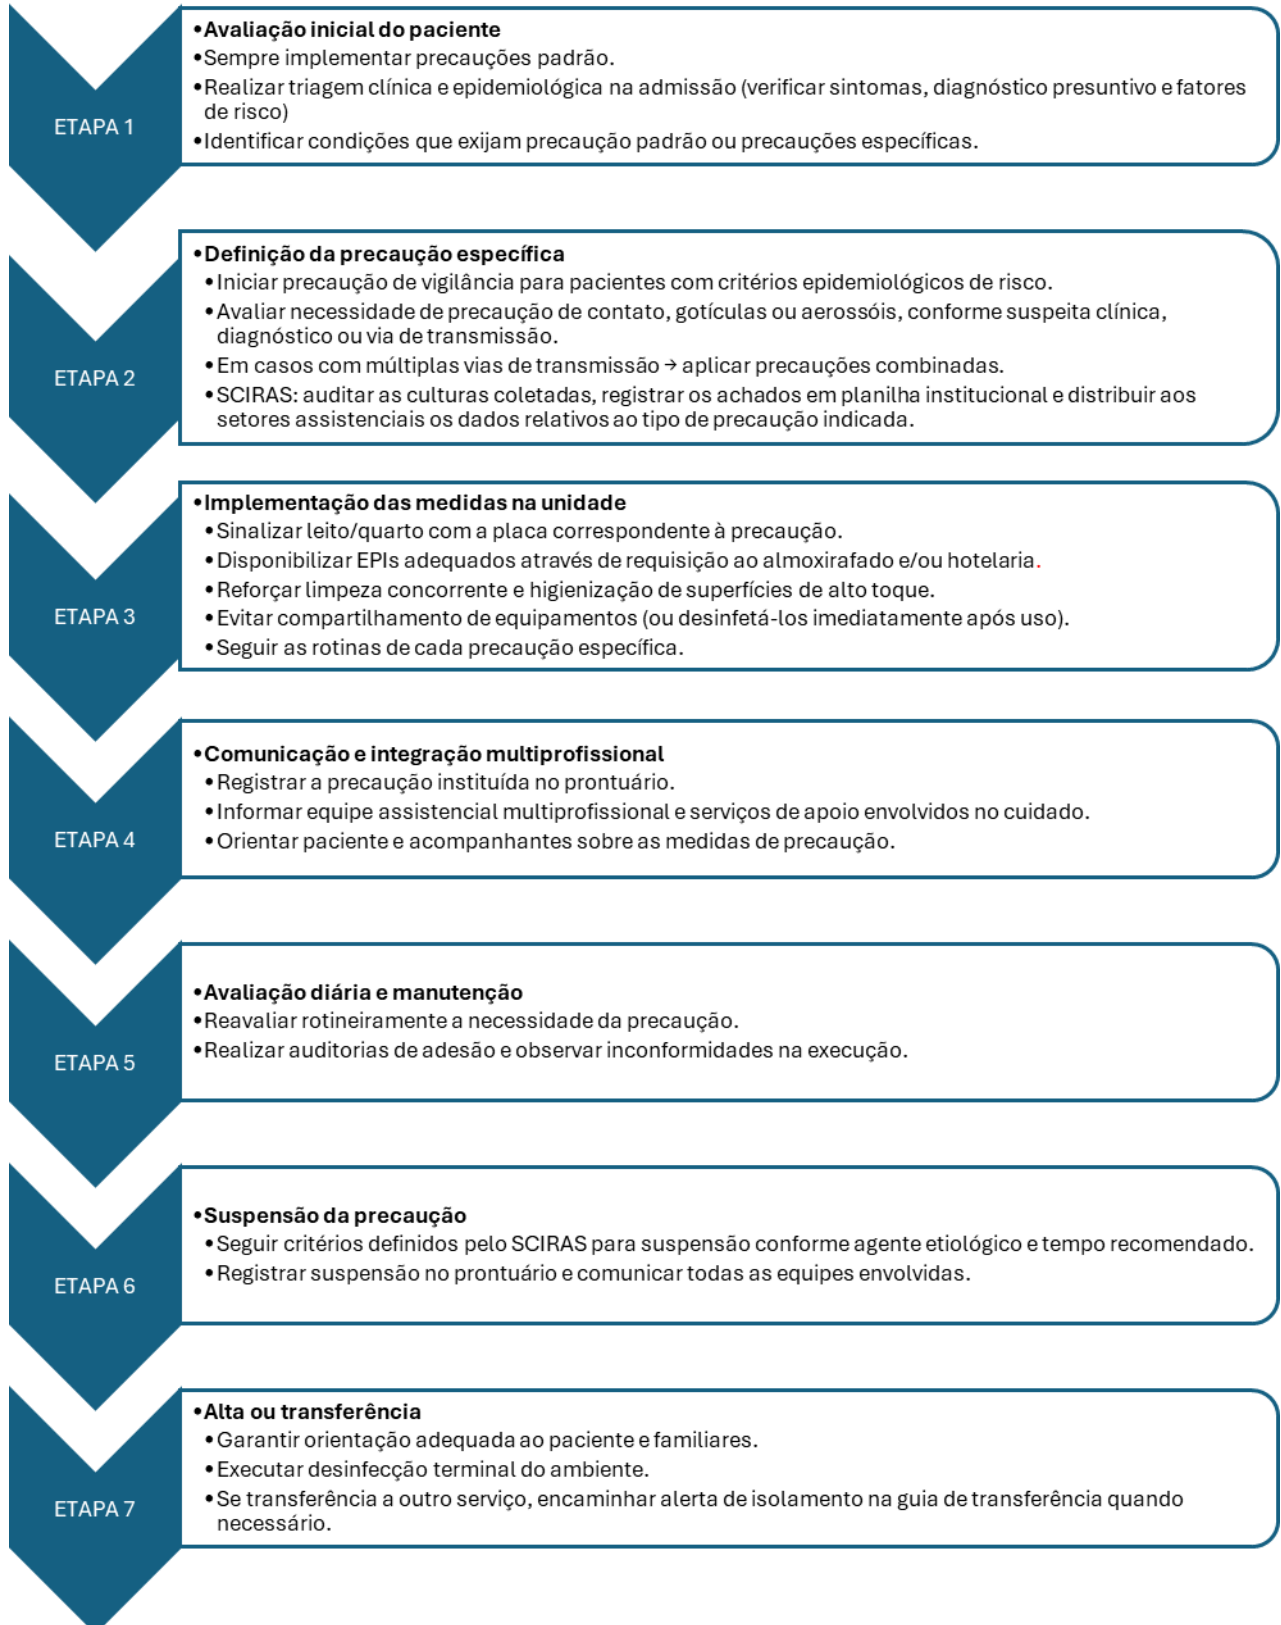 ETAPA 1
•Avaliação inicial do paciente
•Sempre implementar precauções padrão.
•Realizar triagem clínica e epidemiológica na admissão (verificar sintomas, diagnóstico presuntivo e fatores
de risco)
•Identificar condições que exijam precaução padrão ou precauções específicas.
ETAPA 2
•Definição da precaução específica
•Iniciar precaução de vigilância para pacientes com critérios epidemiológicos de risco.
•Avaliar necessidade de precaução de contato, gotículas ou aerossóis, conforme suspeita clínica,
diagnóstico ou via de transmissão.
•Em casos com múltiplas vias de transmissão → aplicar precauções combinadas.
•SCIRAS: auditar as culturas coletadas, registrar os achados em planilha institucional e distribuir aos
setores assistenciais os dados relativos ao tipo de precaução indicada.
ETAPA 3
•Implementação das medidas na unidade
•Sinalizar leito/quarto com a placa correspondente à precaução.
•Disponibilizar EPIs adequados através de requisição ao almoxirafado e/ou hotelaria.
•Reforçar limpeza concorrente e higienização de superfícies de alto toque.
•Evitar compartilhamento de equipamentos (ou desinfetá-los imediatamente após uso).
•Seguir as rotinas de cada precaução específica.
ETAPA 4
•Comunicação e integração multiprofissional
•Registrar a precaução instituída no prontuário.
•Informar equipe assistencial multiprofissional e serviços de apoio envolvidos no cuidado.
•Orientar paciente e acompanhantes sobre as medidas de precaução.
ETAPA 5
•Avaliação diária e manutenção
•Reavaliar rotineiramente a necessidade da precaução.
•Realizar auditorias de adesão e observar inconformidades na execução.
ETAPA 6
•Suspensão da precaução
•Seguir critérios definidos pelo SCIRAS para suspensão conforme agente etiológico e tempo recomendado.
•Registrar suspensão no prontuário e comunicar todas as equipes envolvidas.
ETAPA 7
•Alta ou transferência
•Garantir orientação adequada ao paciente e familiares.
•Executar desinfecção terminal do ambiente.
•Se transferência a outro serviço, encaminhar alerta de isolamento na guia de transferência quando
necessário.